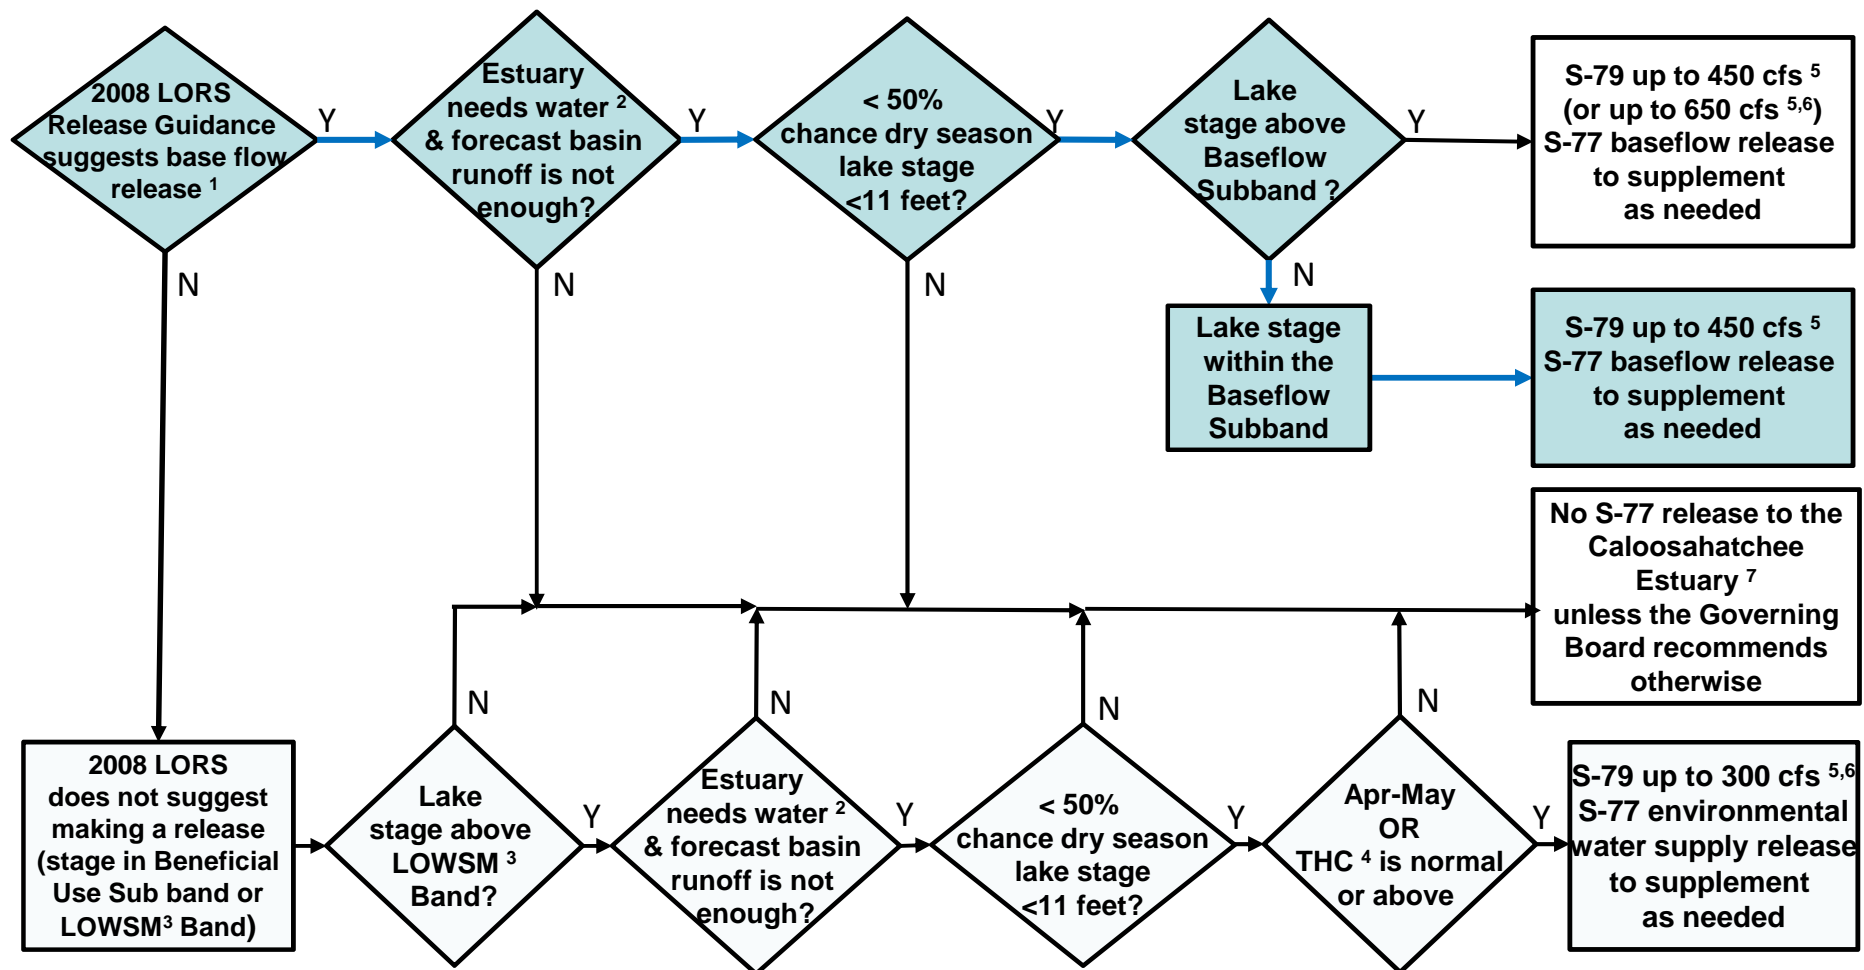 2008 LORS
Release Guidance
suggests base flow
release 1
Y
N
Estuary
needs water 2
& forecast basin
runoff is not
enough?
Y
N
< 50%
chance dry season
lake stage
<11 feet?
Y
N
Lake
stage above
Baseflow
Subband ?
Y
N
S-79 up to 450 cfs 5
(or up to 650 cfs 5,6)
S-77 baseflow release
to supplement
as needed
Lake stage
within the
Baseflow
Subband
S-79 up to 450 cfs 5
S-77 baseflow release
to supplement
as needed
No S-77 release to the
Caloosahatchee
Estuary 7
unless the Governing
Board recommends
otherwise
2008 LORS
does not suggest
making a release
(stage in Beneficial
Use Sub band or
LOWSM3 Band)
N
Lake
stage above
LOWSM 3
Band?
Y
N
Estuary
needs water 2
& forecast basin
runoff is not
enough?
Y
N
< 50%
chance dry season
lake stage
<11 feet?
Y
N
Apr-May
OR
THC 4 is normal
or above
Y
S-79 up to 300 cfs 5,6
S-77 environmental
water supply release
to supplement
as needed